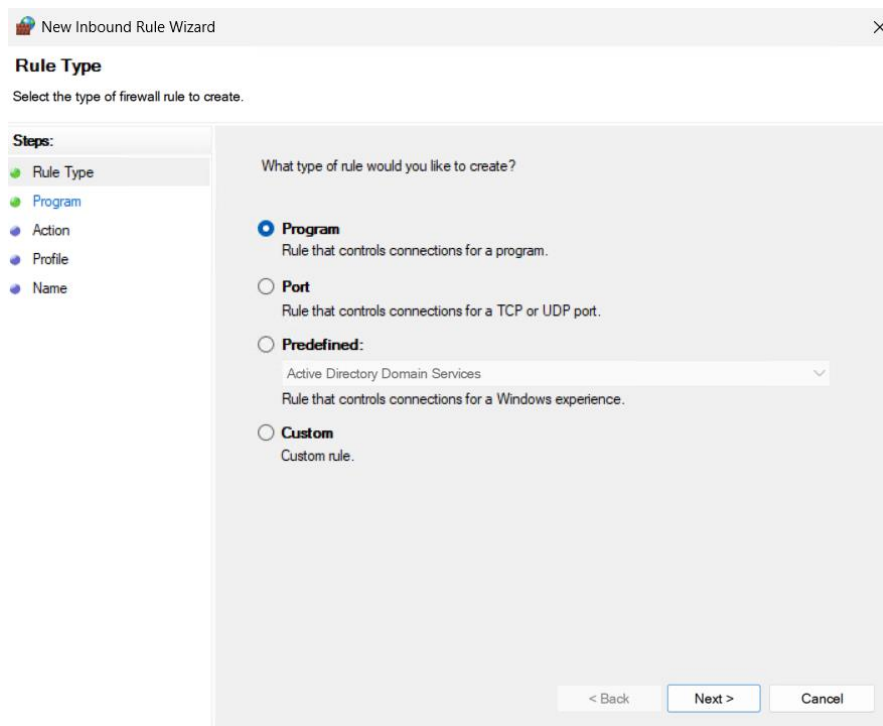 New Inbound Rule Wizard
Rule Type
Select the type of firewall rule to create.
Steps:
Rule Type
Program
Action
Profile
Name
What type of rule would you like to create?
Program
Rule that controls connections for a program.
Port
Rule that controls connections for a TCP or UDP port.
Predefined:
Active Directory Domain Services
Rule that controls connections for a Windows experience.
Custom
Custom rule.
< Back Next > Cancel